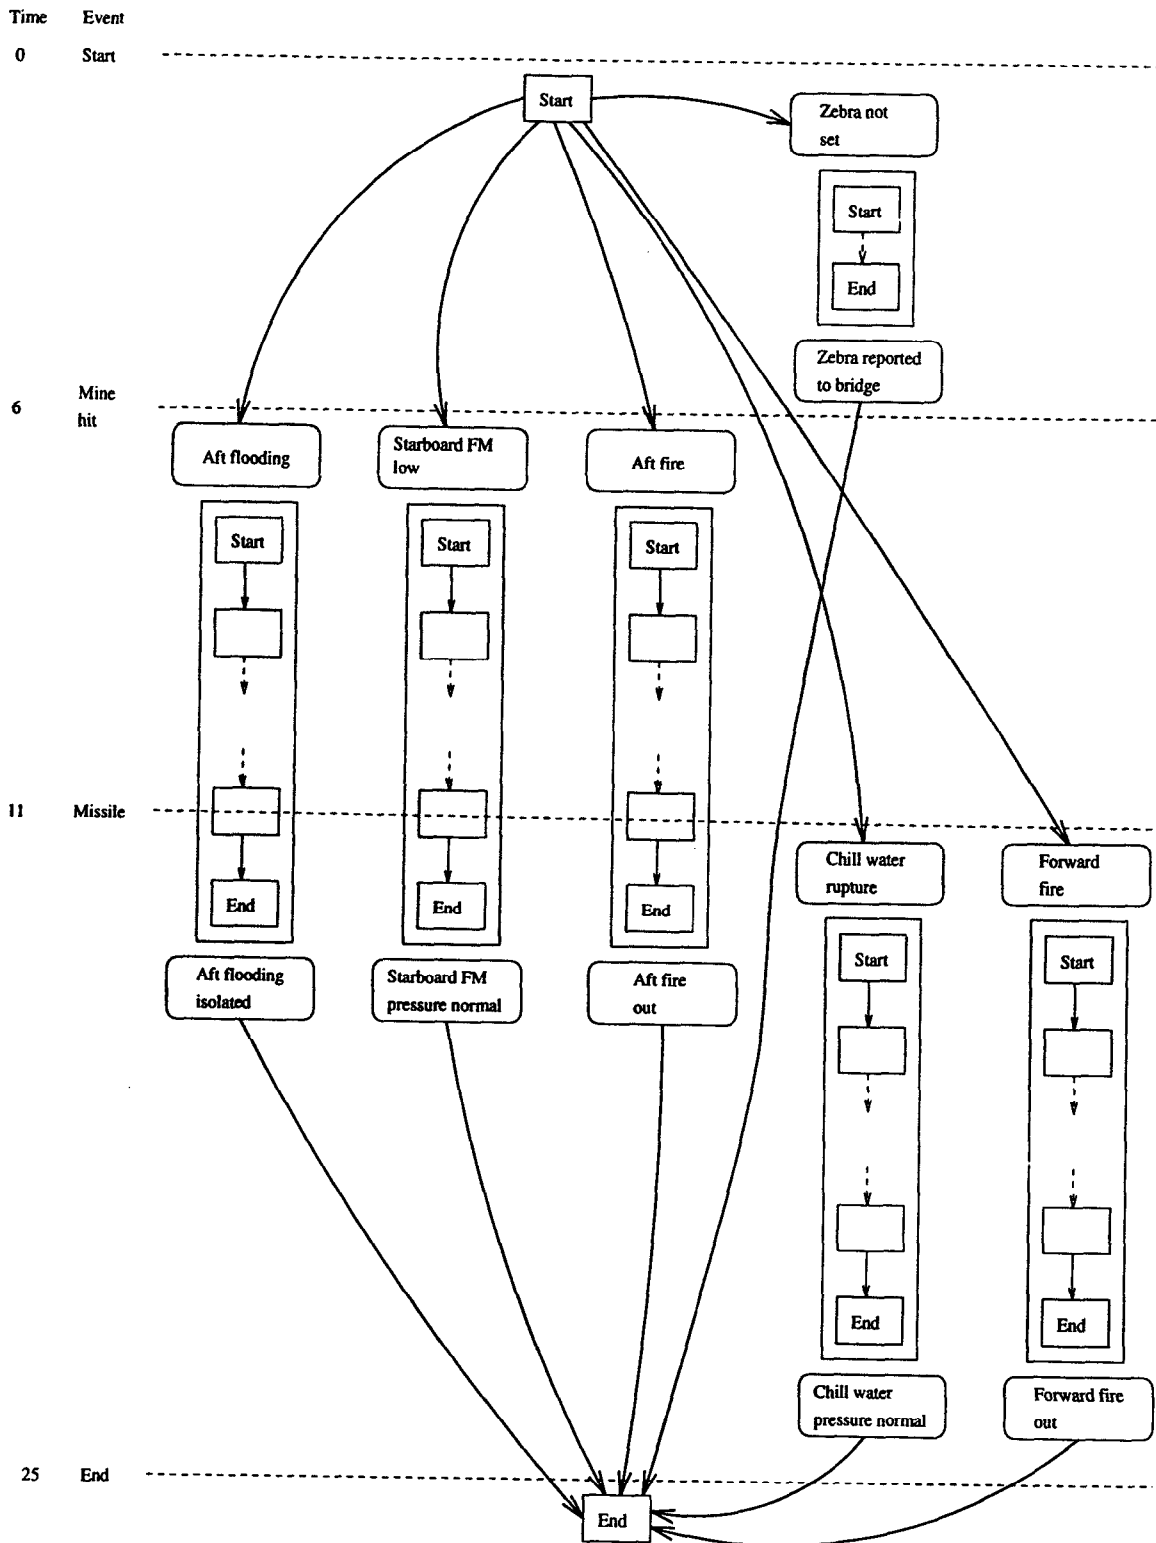 Time Event
0 Start
Start
Zebra not
set
Start
End
Zebra reported
to bridge
6
Mine
hit
Aft flooding
Starboard FM
low
Aft fire
Start
Start
Start
11 Missile
Chill water
rupture
Forward
fire
End
End
End
Start
Start
Aft flooding
isolated
Starboard FM
pressure normal
Aft fire
out
End
End
Chill water
pressure normal
Forward fire
out
25 End
End